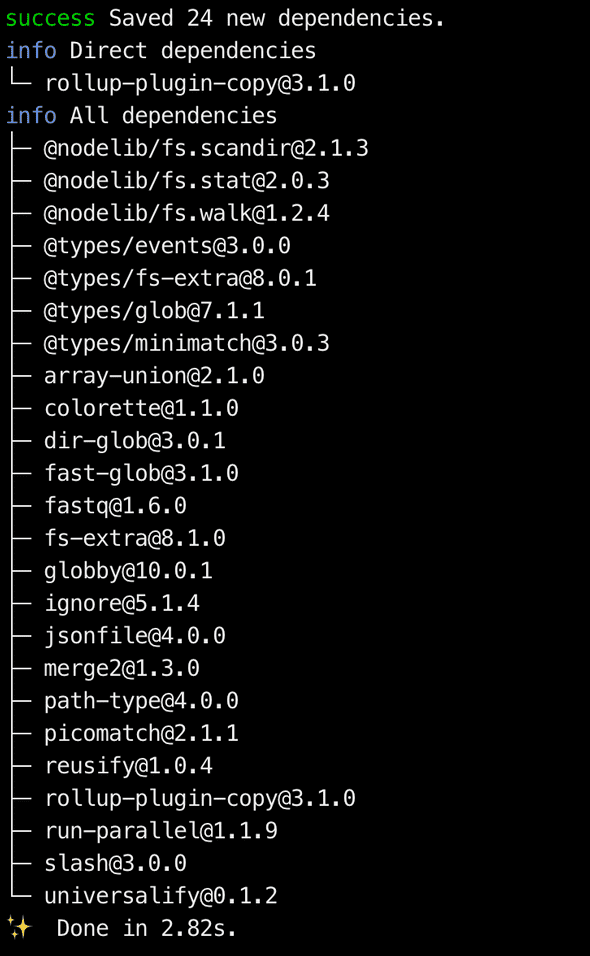 success Saved 24 new dependencies.
info Direct dependencies
└─ rollup-plugin-copy@3.1.0
info All dependencies
├─ @nodelib/fs.scandir@2.1.3
├─ @nodelib/fs.stat@2.0.3
├─ @nodelib/fs.walk@1.2.4
├─ @types/events@3.0.0
├─ @types/fs-extra@8.0.1
├─ @types/glob@7.1.1
├─ @types/minimatch@3.0.3
├─ array-union@2.1.0
├─ colorette@1.1.0
├─ dir-glob@3.0.1
├─ fast-glob@3.1.0
├─ fastq@1.6.0
├─ fs-extra@8.1.0
├─ globby@10.0.1
├─ ignore@5.1.4
├─ jsonfile@4.0.0
├─ merge2@1.3.0
├─ path-type@4.0.0
├─ picomatch@2.1.1
├─ reusify@1.0.4
├─ rollup-plugin-copy@3.1.0
├─ run-parallel@1.1.9
├─ slash@3.0.0
└─ universalify@0.1.2
✨  Done in 2.82s.